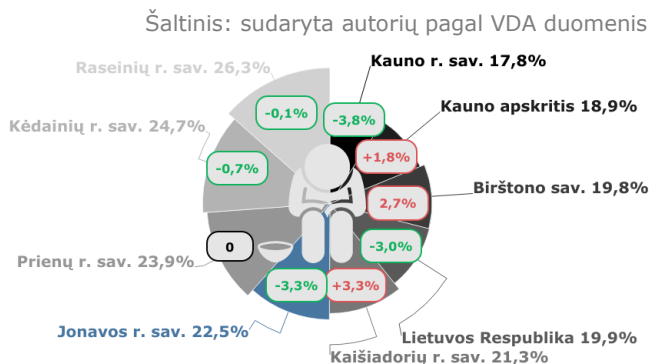 Šaltinis: sudaryta autorių pagal VDA duomenis
Kauno r. sav. 17,8%
-3,8%
Kauno apskritis 18,9%
+1,8%
Birštono sav. 19,8%
2,7%
Lietuvos Respublika 19,9%
-3,0%
Kaišiadorių r. sav. 21,3%
+3,3%
Jonavos r. sav. 22,5%
-3,3%
Prienų r. sav. 23,9%
0
Kėdainių r. sav. 24,7%
-0,7%
Raseinių r. sav. 26,3%
-0,1%